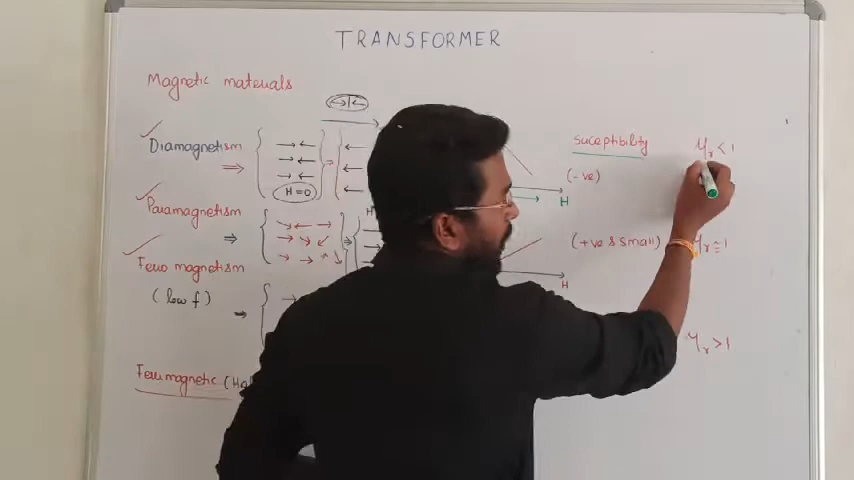 TRANSFORMER
Magnetic materials
Suceptibility
Diamagnetism
μr < 1
H=0
(-ve)
H
Paramagnetism
(+ve & small)
μr ≅ 1
Ferro magnetism
H
(low f)
μr > 1
Ferrimagnetic